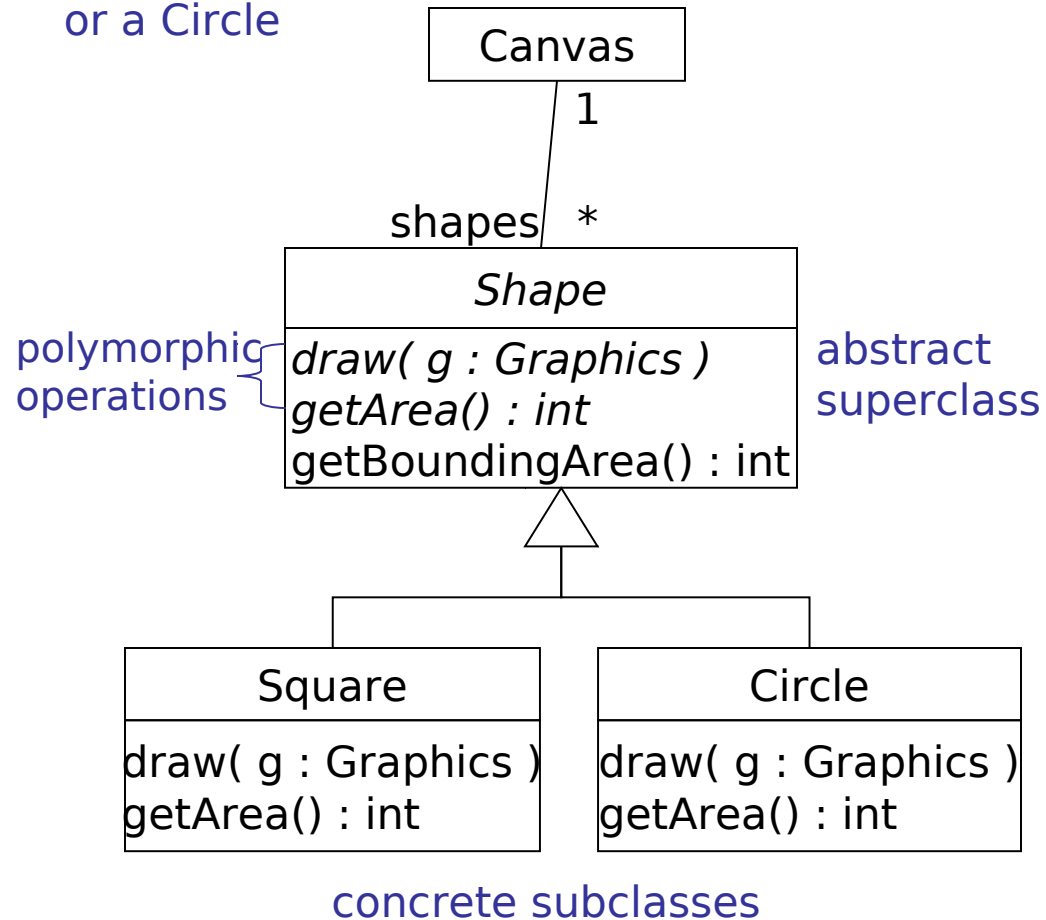 or a Circle
Canvas
1
shapes *
Shape
polymorphic
operations
draw( g : Graphics )
getArea() : int
getBoundingArea() : int
abstract
superclass
Square
draw( g : Graphics )
getArea() : int
Circle
draw( g : Graphics )
getArea() : int
concrete subclasses